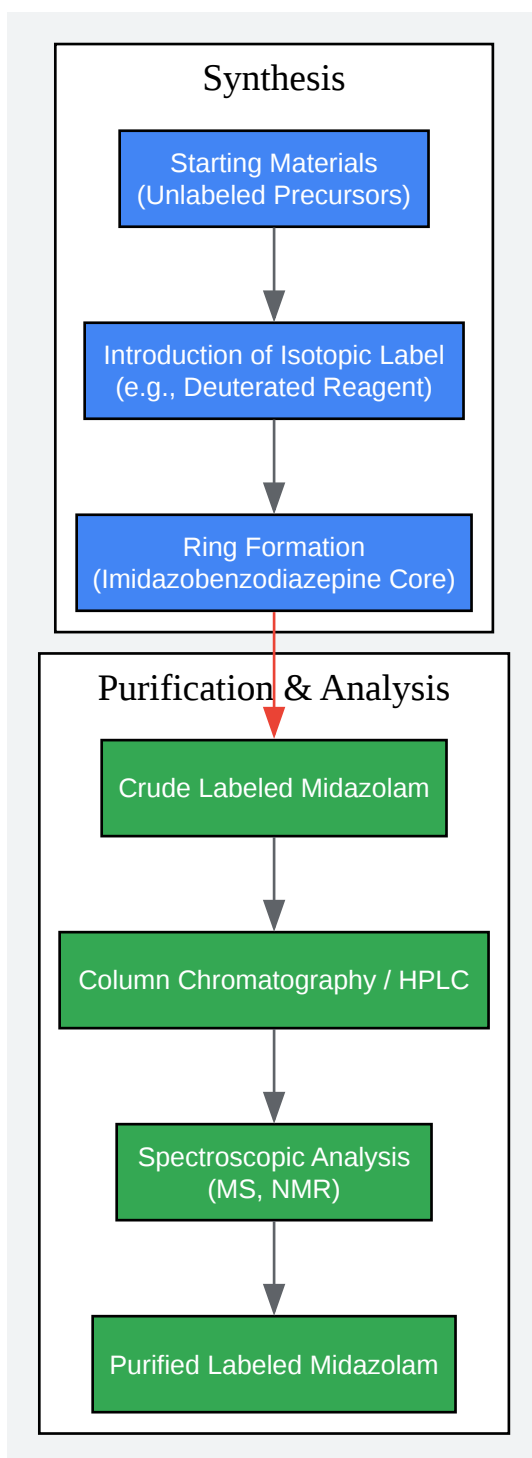 Synthesis
Starting Materials
(Unlabeled Precursors)
Introduction of Isotopic Label
(e.g., Deuterated Reagent)
Ring Formation
(Imidazobenzodiazepine Core)
Purification & Analysis
Crude Labeled Midazolam
Column Chromatography / HPLC
Spectroscopic Analysis
(MS, NMR)
Purified Labeled Midazolam